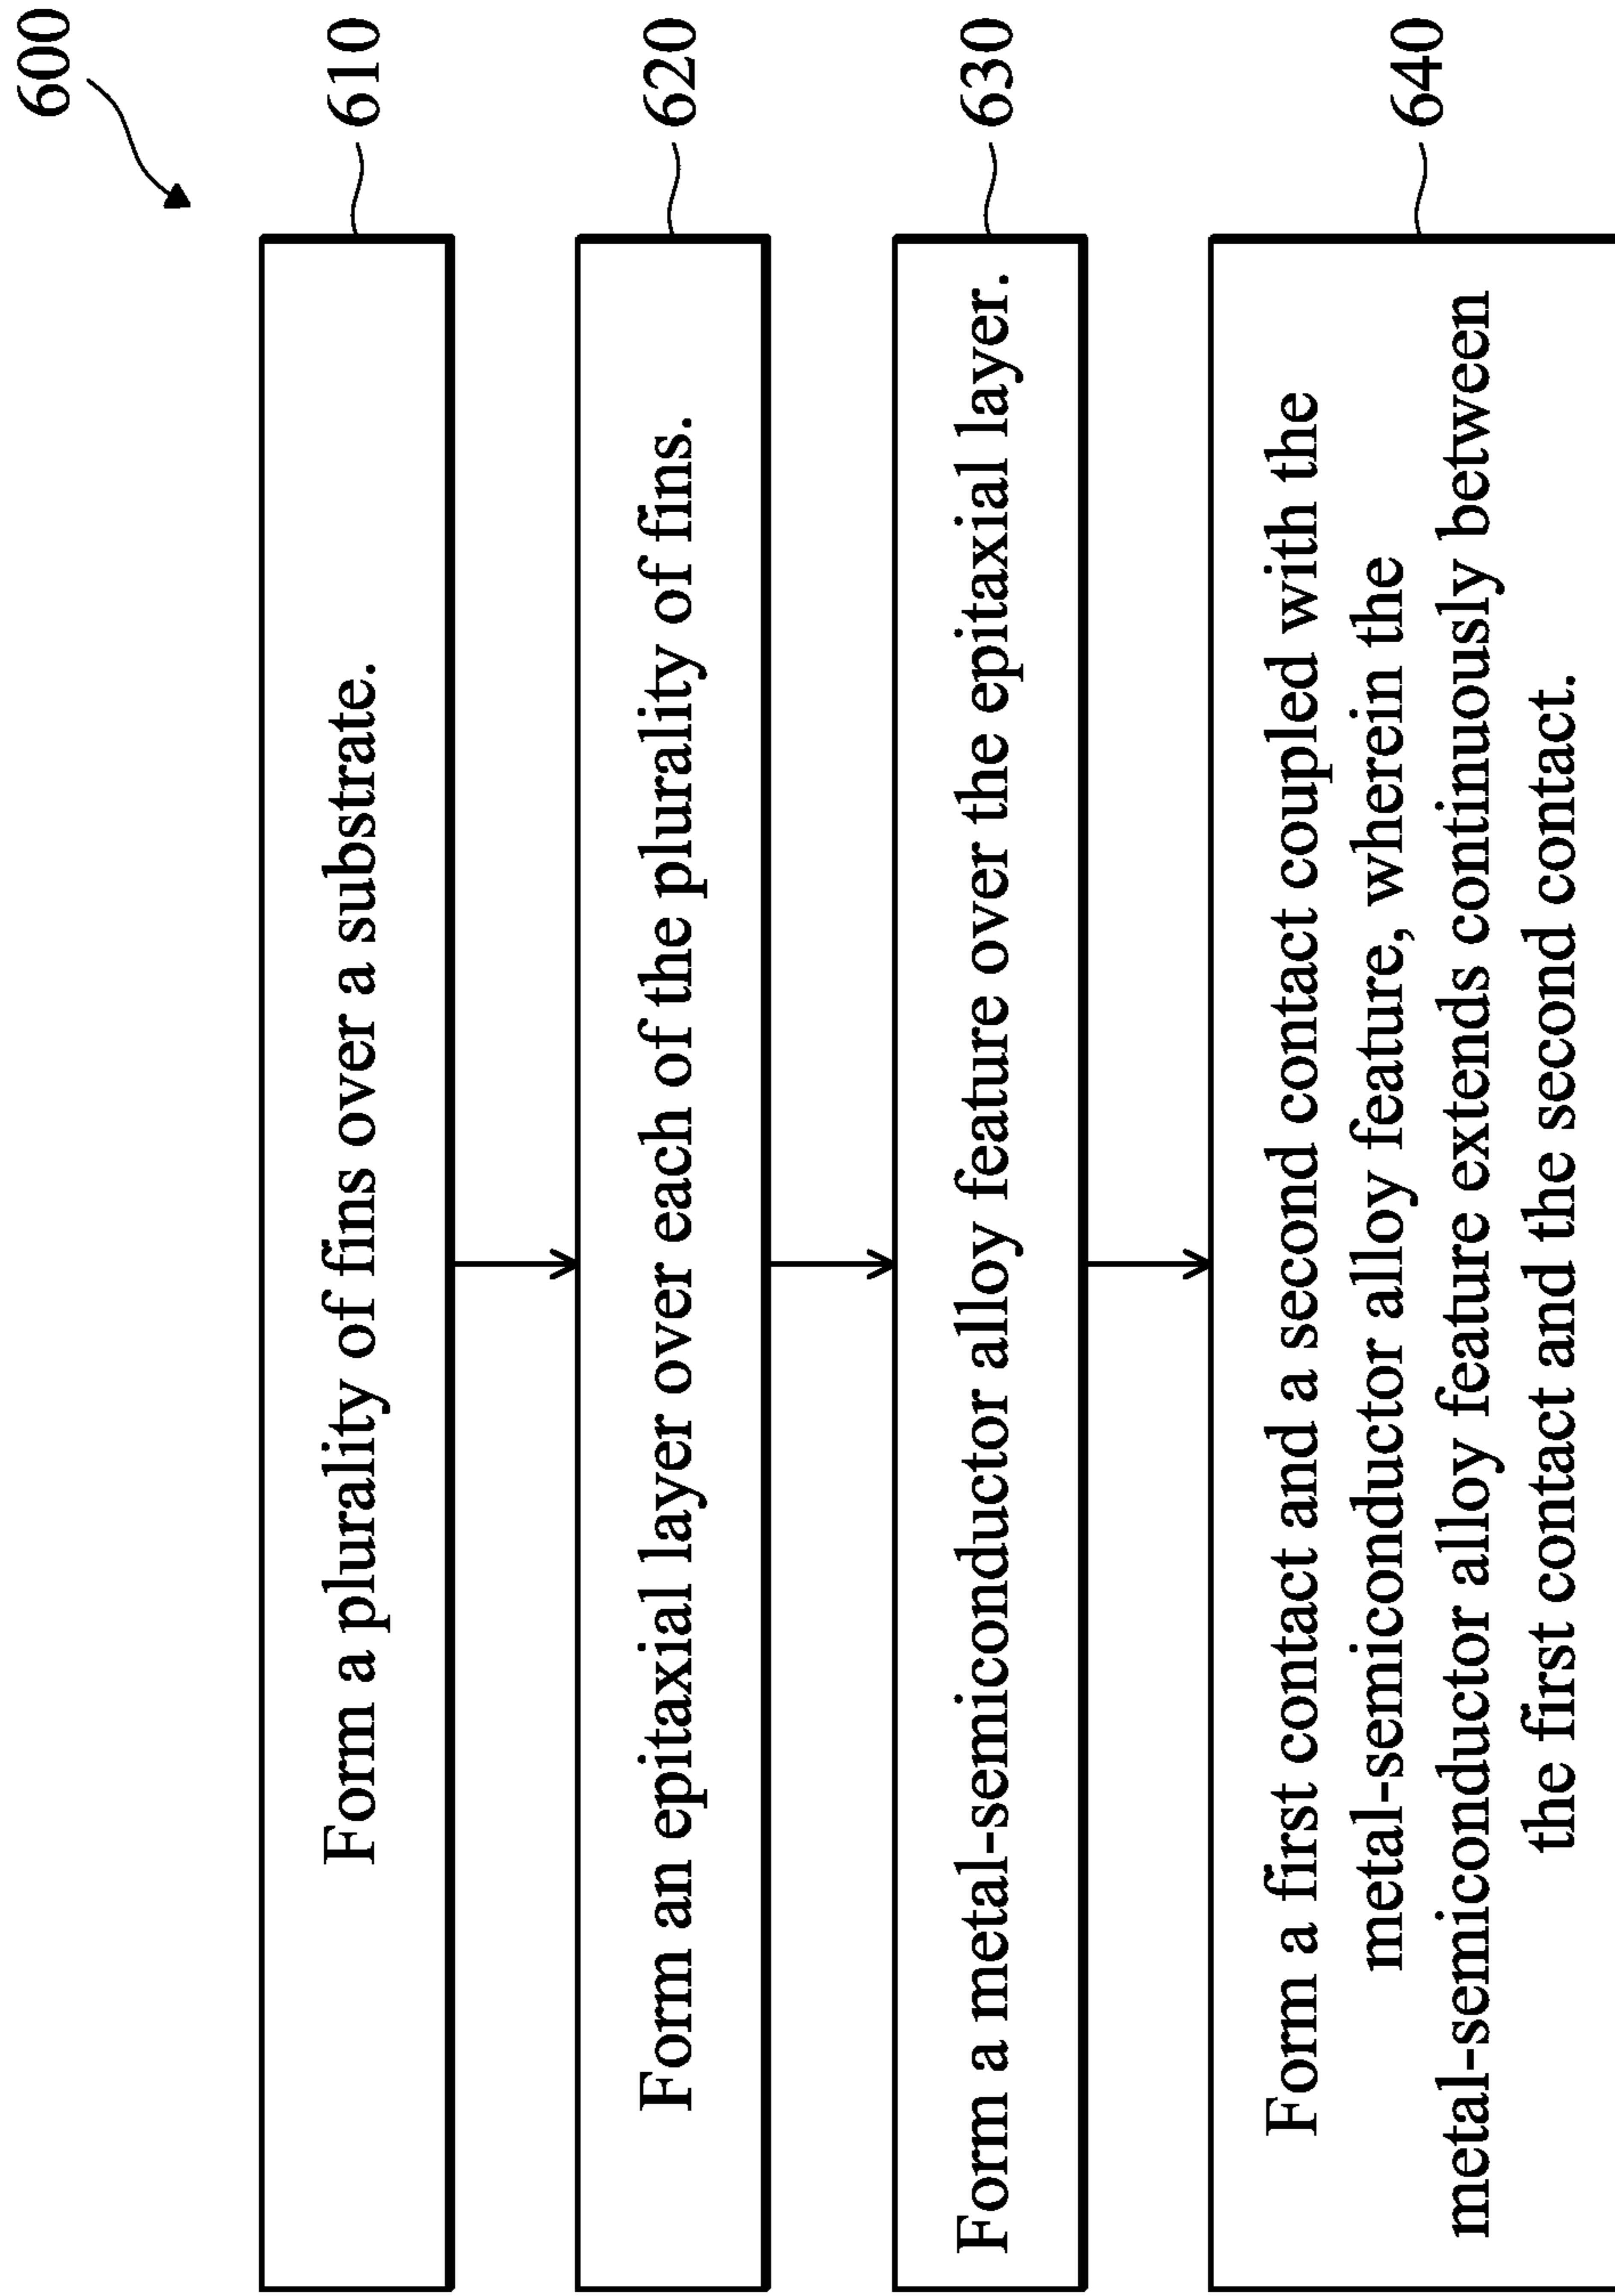 600
Form a plurality of fins over a substrate.
610
Form an epitaxial layer over each of the plurality of fins.
620
Form a metal-semiconductor alloy feature over the epitaxial layer.
630
Form a first contact and a second contact coupled with the
metal-semiconductor alloy feature, wherein the
metal-semiconductor alloy feature extends continuously between
the first contact and the second contact.
640